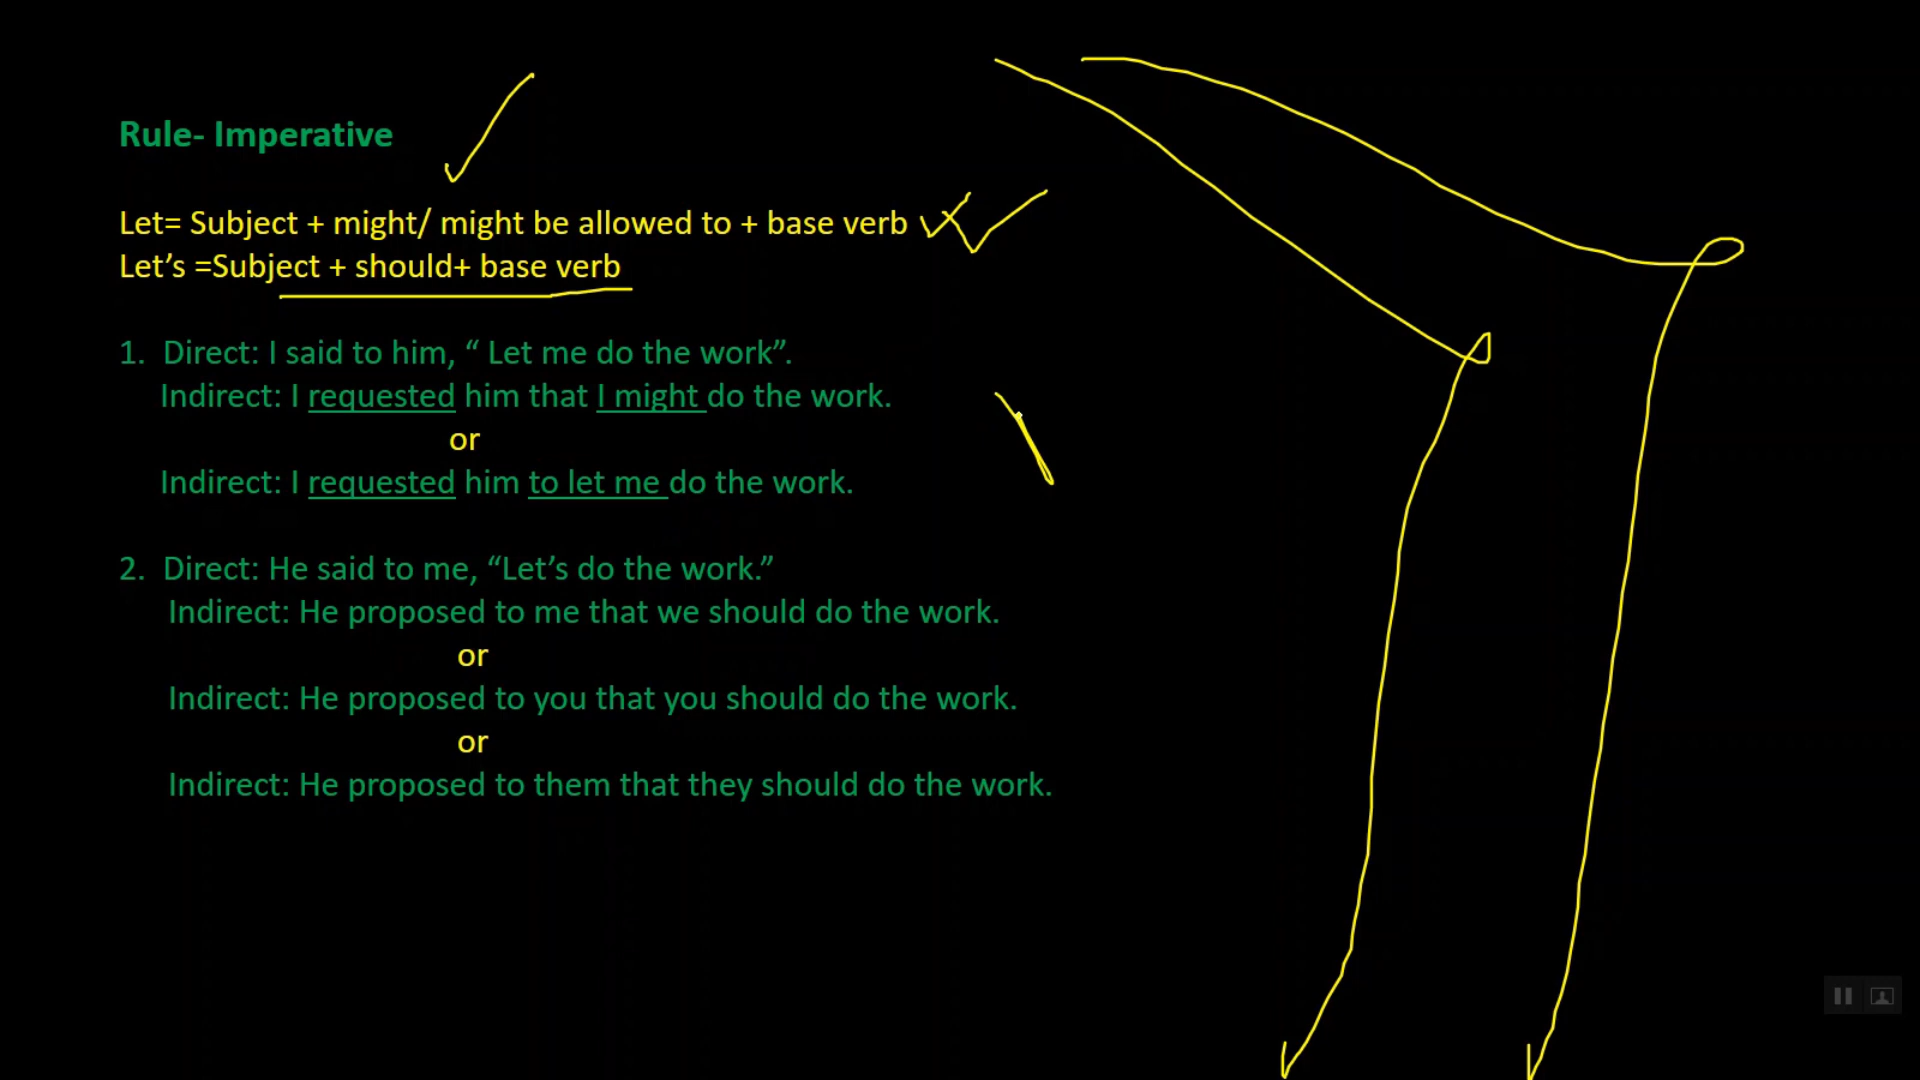 Rule- Imperative
Let= Subject + might/ might be allowed to + base verb
Let’s =Subject + should+ base verb
1. Direct: I said to him, “ Let me do the work”.
Indirect: I requested him that I might do the work.
or
Indirect: I requested him to let me do the work.
2. Direct: He said to me, “Let’s do the work.”
Indirect: He proposed to me that we should do the work.
or
Indirect: He proposed to you that you should do the work.
or
Indirect: He proposed to them that they should do the work.